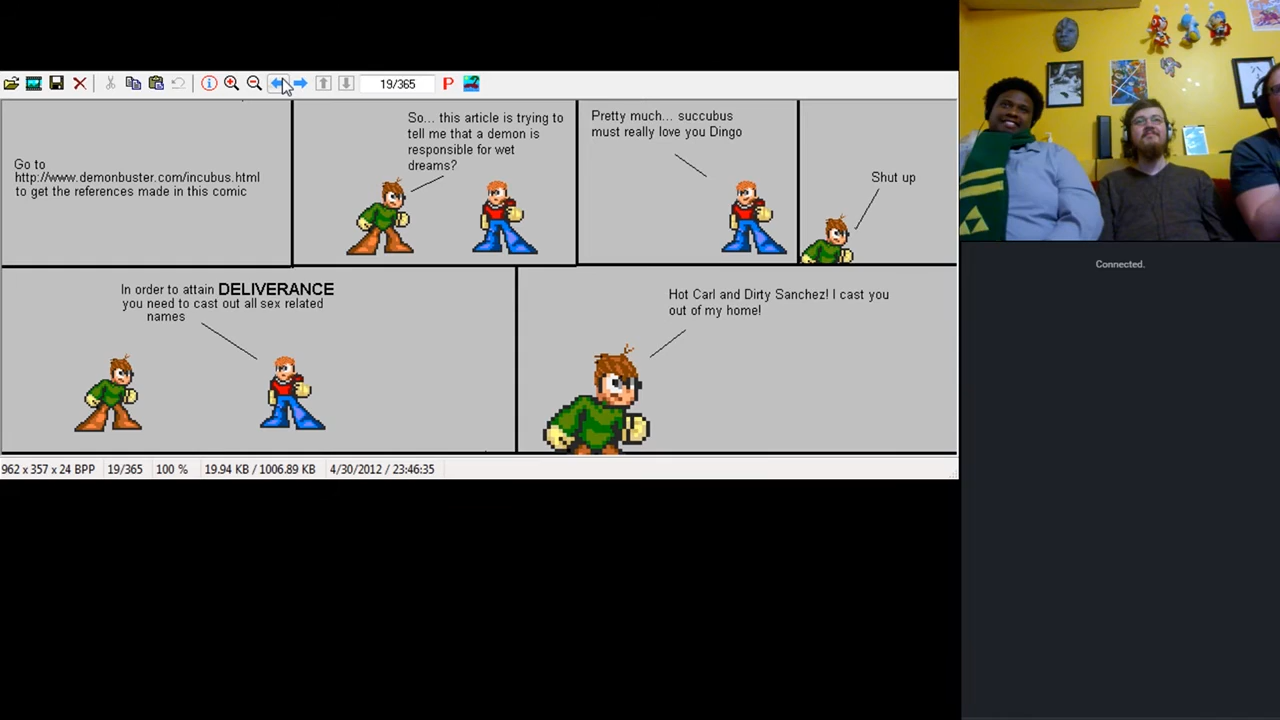 19/365
P
Go to
http://www.demonbuster.com/incubus.html
to get the references made in this comic
So... this article is trying to
tell me that a demon is
responsible for wet
dreams?
Pretty much... succubus
must really love you Dingo
Shut up
In order to attain DELIVERANCE
you need to cast out all sex related
names
Hot Carl and Dirty Sanchez! I cast you
out of my home!
962 x 357 x 24 BPP 19/365 100 % 19.94 KB / 1006.89 KB 4/30/2012 / 23:46:35
Connected.